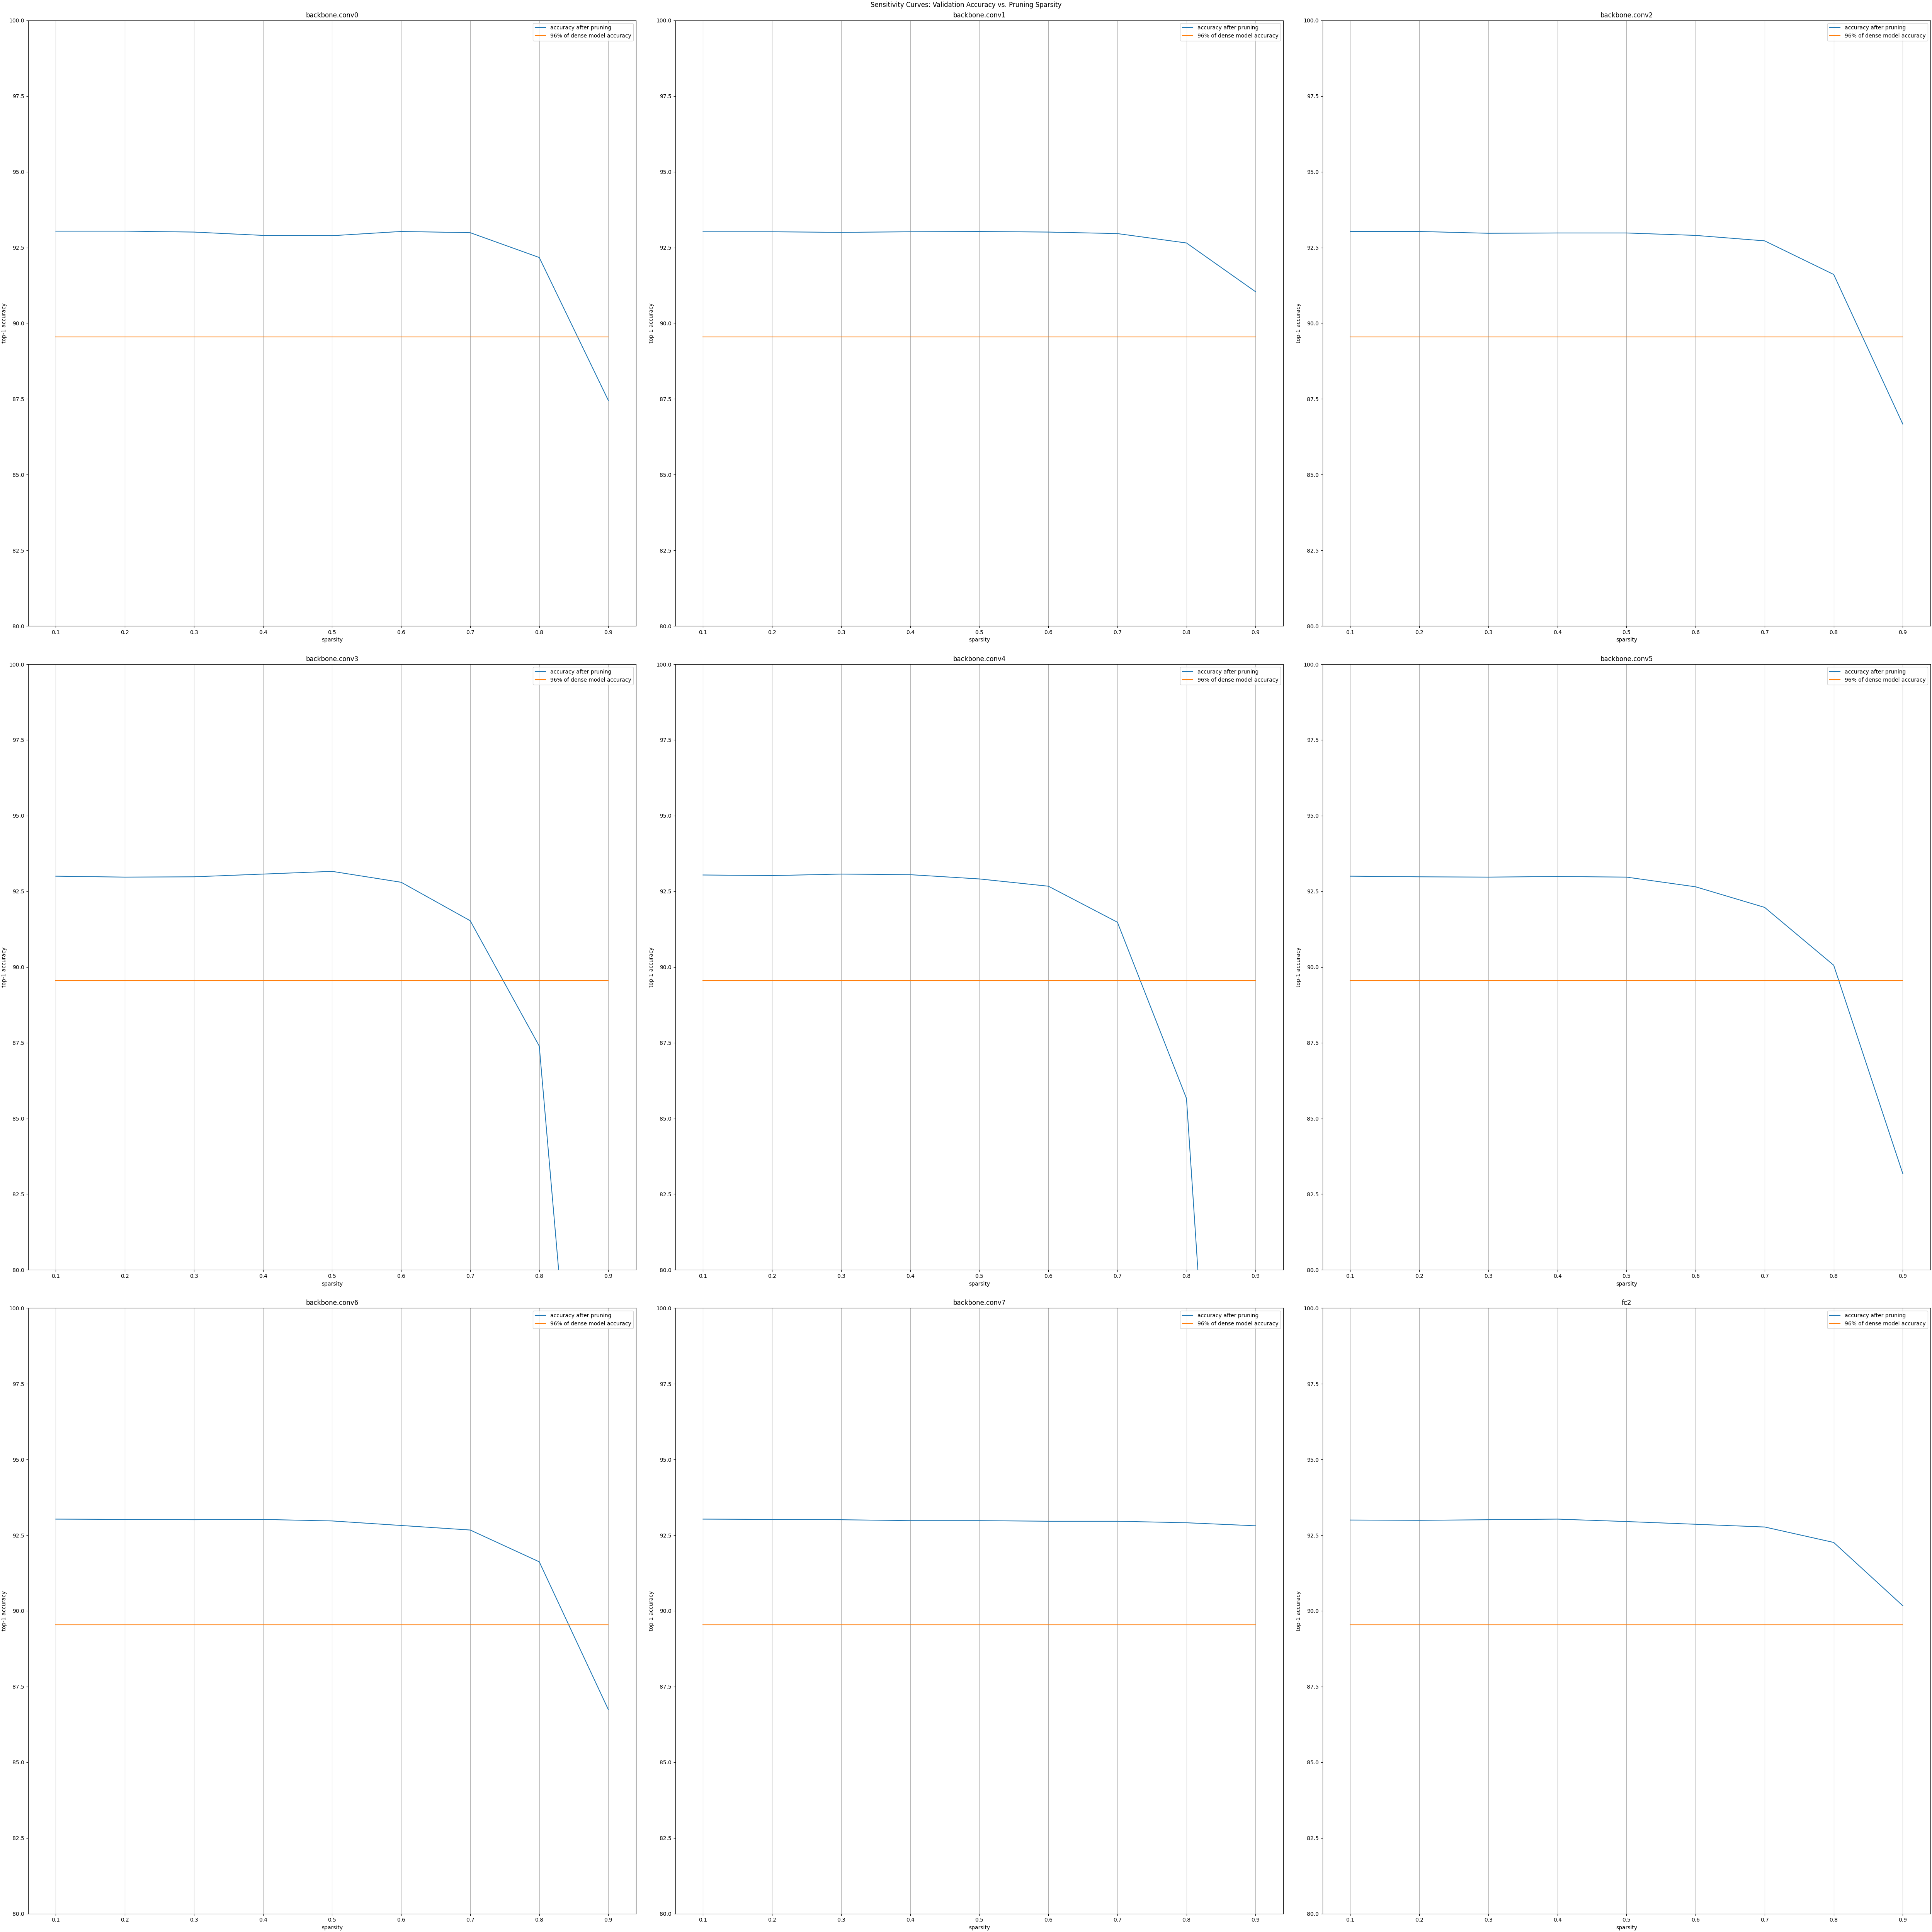 Sensitivity Curves: Validation Accuracy vs. Pruning Sparsity
backbone.conv0
accuracy after pruning
96% of dense model accuracy
100.0
97.5
95.0
92.5
90.0
87.5
85.0
82.5
80.0
top-1 accuracy
0.1 0.2 0.3 0.4 0.5 0.6 0.7 0.8 0.9
sparsity
backbone.conv1
accuracy after pruning
96% of dense model accuracy
100.0
97.5
95.0
92.5
90.0
87.5
85.0
82.5
80.0
top-1 accuracy
0.1 0.2 0.3 0.4 0.5 0.6 0.7 0.8 0.9
sparsity
backbone.conv2
accuracy after pruning
96% of dense model accuracy
100.0
97.5
95.0
92.5
90.0
87.5
85.0
82.5
80.0
top-1 accuracy
0.1 0.2 0.3 0.4 0.5 0.6 0.7 0.8 0.9
sparsity
backbone.conv3
accuracy after pruning
96% of dense model accuracy
100.0
97.5
95.0
92.5
90.0
87.5
85.0
82.5
80.0
top-1 accuracy
0.1 0.2 0.3 0.4 0.5 0.6 0.7 0.8 0.9
sparsity
backbone.conv4
accuracy after pruning
96% of dense model accuracy
100.0
97.5
95.0
92.5
90.0
87.5
85.0
82.5
80.0
top-1 accuracy
0.1 0.2 0.3 0.4 0.5 0.6 0.7 0.8 0.9
sparsity
backbone.conv5
accuracy after pruning
96% of dense model accuracy
100.0
97.5
95.0
92.5
90.0
87.5
85.0
82.5
80.0
top-1 accuracy
0.1 0.2 0.3 0.4 0.5 0.6 0.7 0.8 0.9
sparsity
backbone.conv6
accuracy after pruning
96% of dense model accuracy
100.0
97.5
95.0
92.5
90.0
87.5
85.0
82.5
80.0
top-1 accuracy
0.1 0.2 0.3 0.4 0.5 0.6 0.7 0.8 0.9
sparsity
backbone.conv7
accuracy after pruning
96% of dense model accuracy
100.0
97.5
95.0
92.5
90.0
87.5
85.0
82.5
80.0
top-1 accuracy
0.1 0.2 0.3 0.4 0.5 0.6 0.7 0.8 0.9
sparsity
fc2
accuracy after pruning
96% of dense model accuracy
100.0
97.5
95.0
92.5
90.0
87.5
85.0
82.5
80.0
top-1 accuracy
0.1 0.2 0.3 0.4 0.5 0.6 0.7 0.8 0.9
sparsity